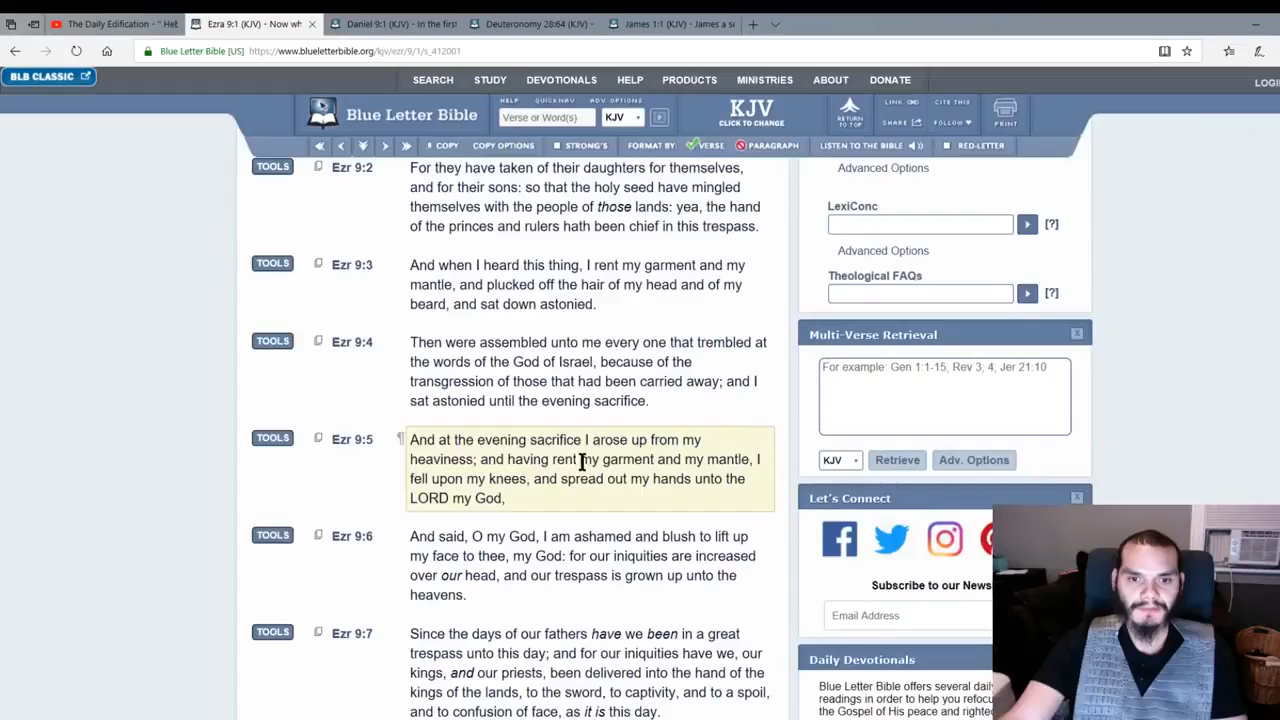 The Daily Edification - " Hel
Ezra 9:1 (KJV) - Now wh
Daniel 9:1 (KJV) - In the first
Deuteronomy 28:64 (KJV) -
James 1:1 (KJV) - James a se
Blue Letter Bible [US]
https://www.blueletterbible.org/kjv/ezr/9/1/s_412001
BLB CLASSIC
SEARCH STUDY DEVOTIONALS HELP PRODUCTS MINISTRIES ABOUT DONATE
LOGI
Blue Letter Bible
HELP QUICKNAV ADV. OPTIONS
Verse or Word(s)
KJV
KJV
CLICK TO CHANGE
RETURN
TO TOP
LINK
CITE THIS
SHARE
FOLLOW
PRINT
COPY COPY OPTIONS STRONG'S FORMAT BY: VERSE PARAGRAPH LISTEN TO THE BIBLE RED-LETTER
TOOLS Ezr 9:2
For they have taken of their daughters for themselves,
and for their sons: so that the holy seed have mingled
themselves with the people of those lands: yea, the hand
of the princes and rulers hath been chief in this trespass.
TOOLS Ezr 9:3
And when I heard this thing, I rent my garment and my
mantle, and plucked off the hair of my head and of my
beard, and sat down astonied.
TOOLS Ezr 9:4
Then were assembled unto me every one that trembled at
the words of the God of Israel, because of the
transgression of those that had been carried away; and I
sat astonied until the evening sacrifice.
TOOLS Ezr 9:5
¶ And at the evening sacrifice I arose up from my
heaviness; and having rent my garment and my mantle, I
fell upon my knees, and spread out my hands unto the
LORD my God,
TOOLS Ezr 9:6
And said, O my God, I am ashamed and blush to lift up
my face to thee, my God: for our iniquities are increased
over our head, and our trespass is grown up unto the
heavens.
TOOLS Ezr 9:7
Since the days of our fathers have we been in a great
trespass unto this day; and for our iniquities have we, our
kings, and our priests, been delivered into the hand of the
kings of the lands, to the sword, to captivity, and to a spoil,
and to confusion of face, as it is this day.
Advanced Options
LexiConc
[?]
Advanced Options
Theological FAQs
[?]
Multi-Verse Retrieval
For example: Gen 1:1-15, Rev 3; 4; Jer 21:10
KJV Retrieve Adv. Options
Let's Connect
Subscribe to our News
Email Address
Daily Devotionals
Blue Letter Bible offers several daily
readings in order to help you refocu
the Gospel of His peace and righte